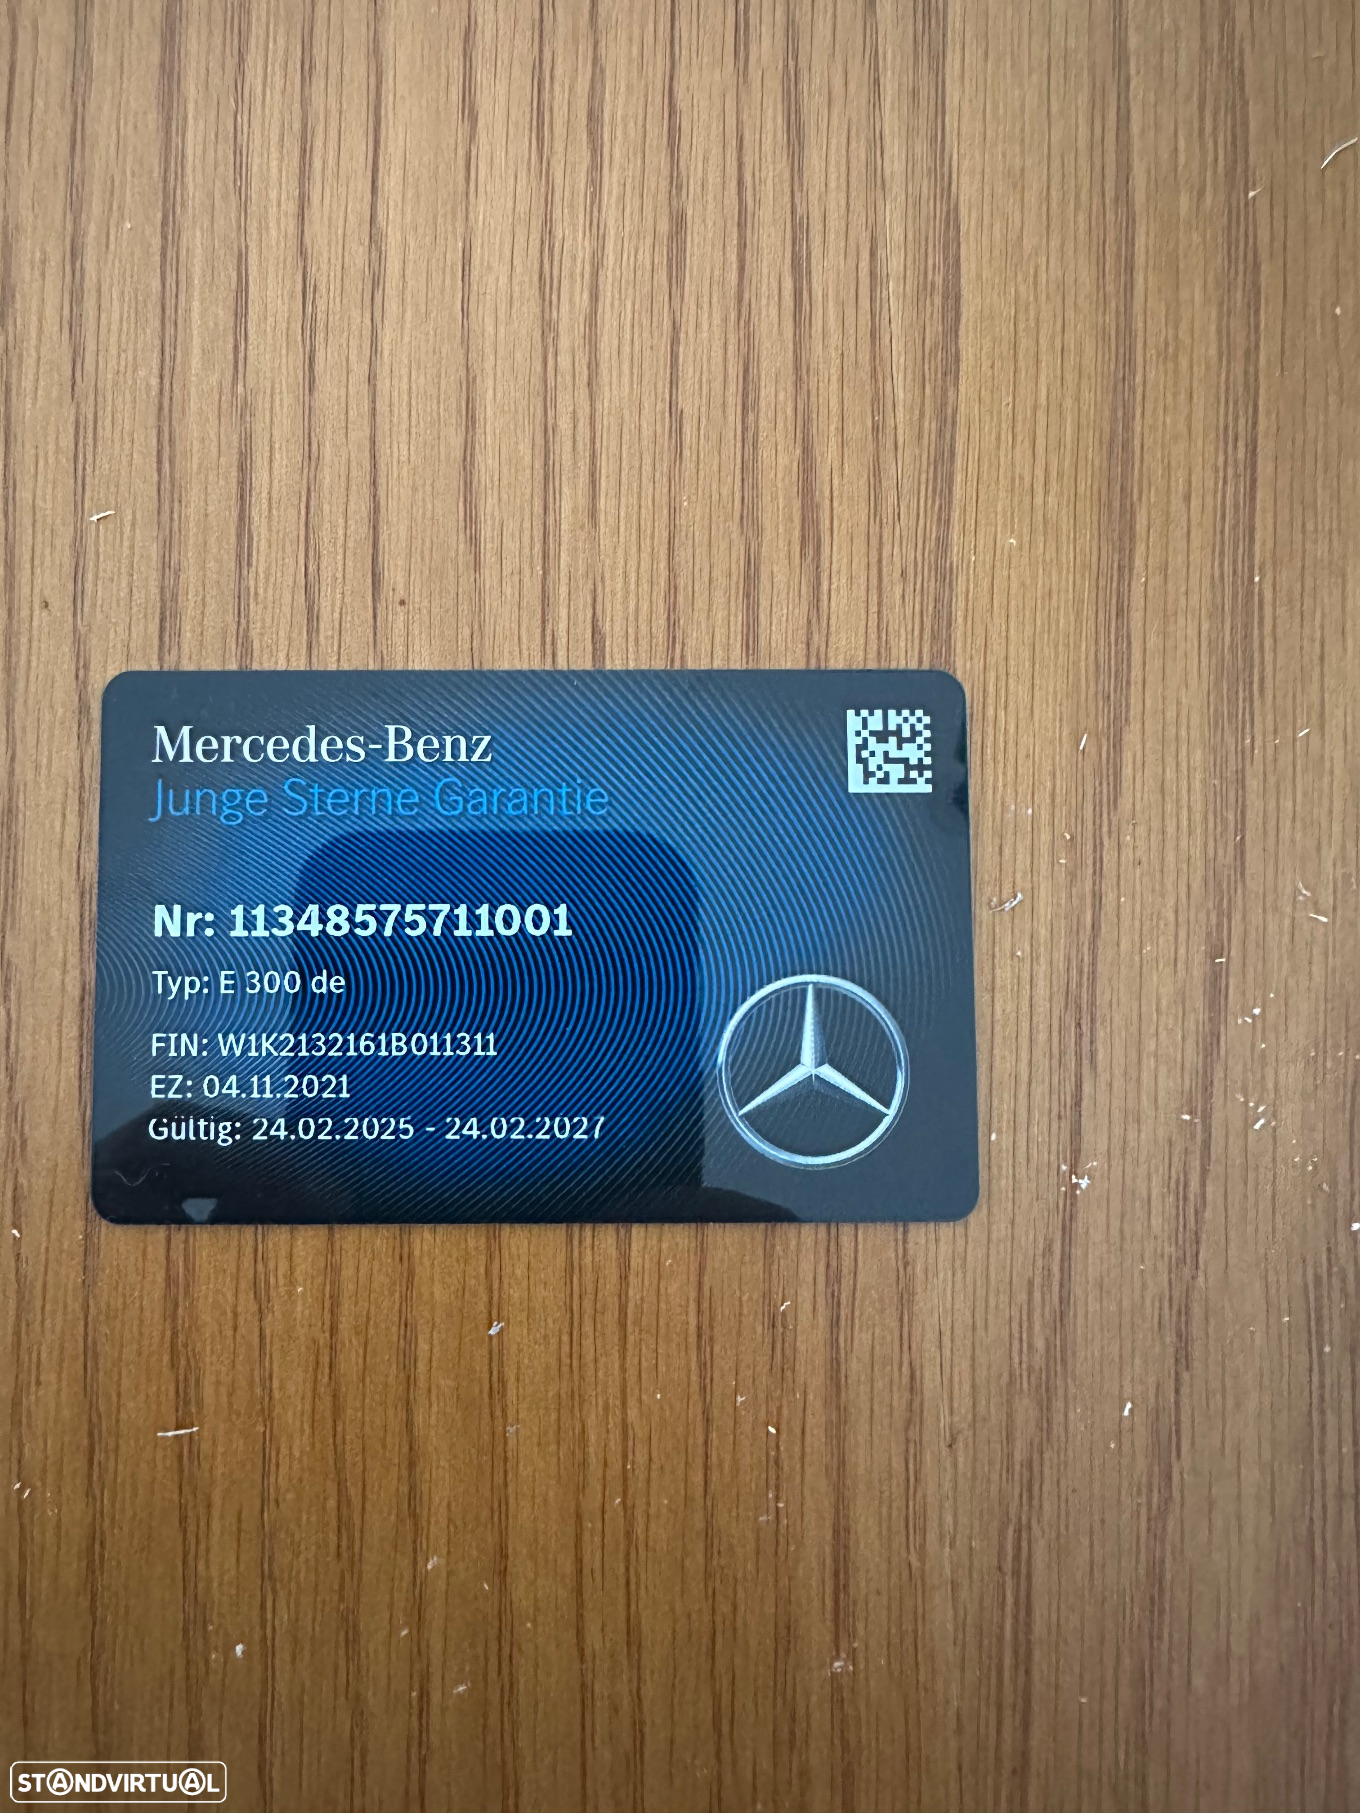 Mercedes-Benz
Junge Sterne Garantie
Nr: 11348575711001
Typ: E 300 de
FIN: W1K2132161B011311
EZ: 04.11.2021
Gültig: 24.02.2025 - 24.02.2027
STANDVIRTUAL